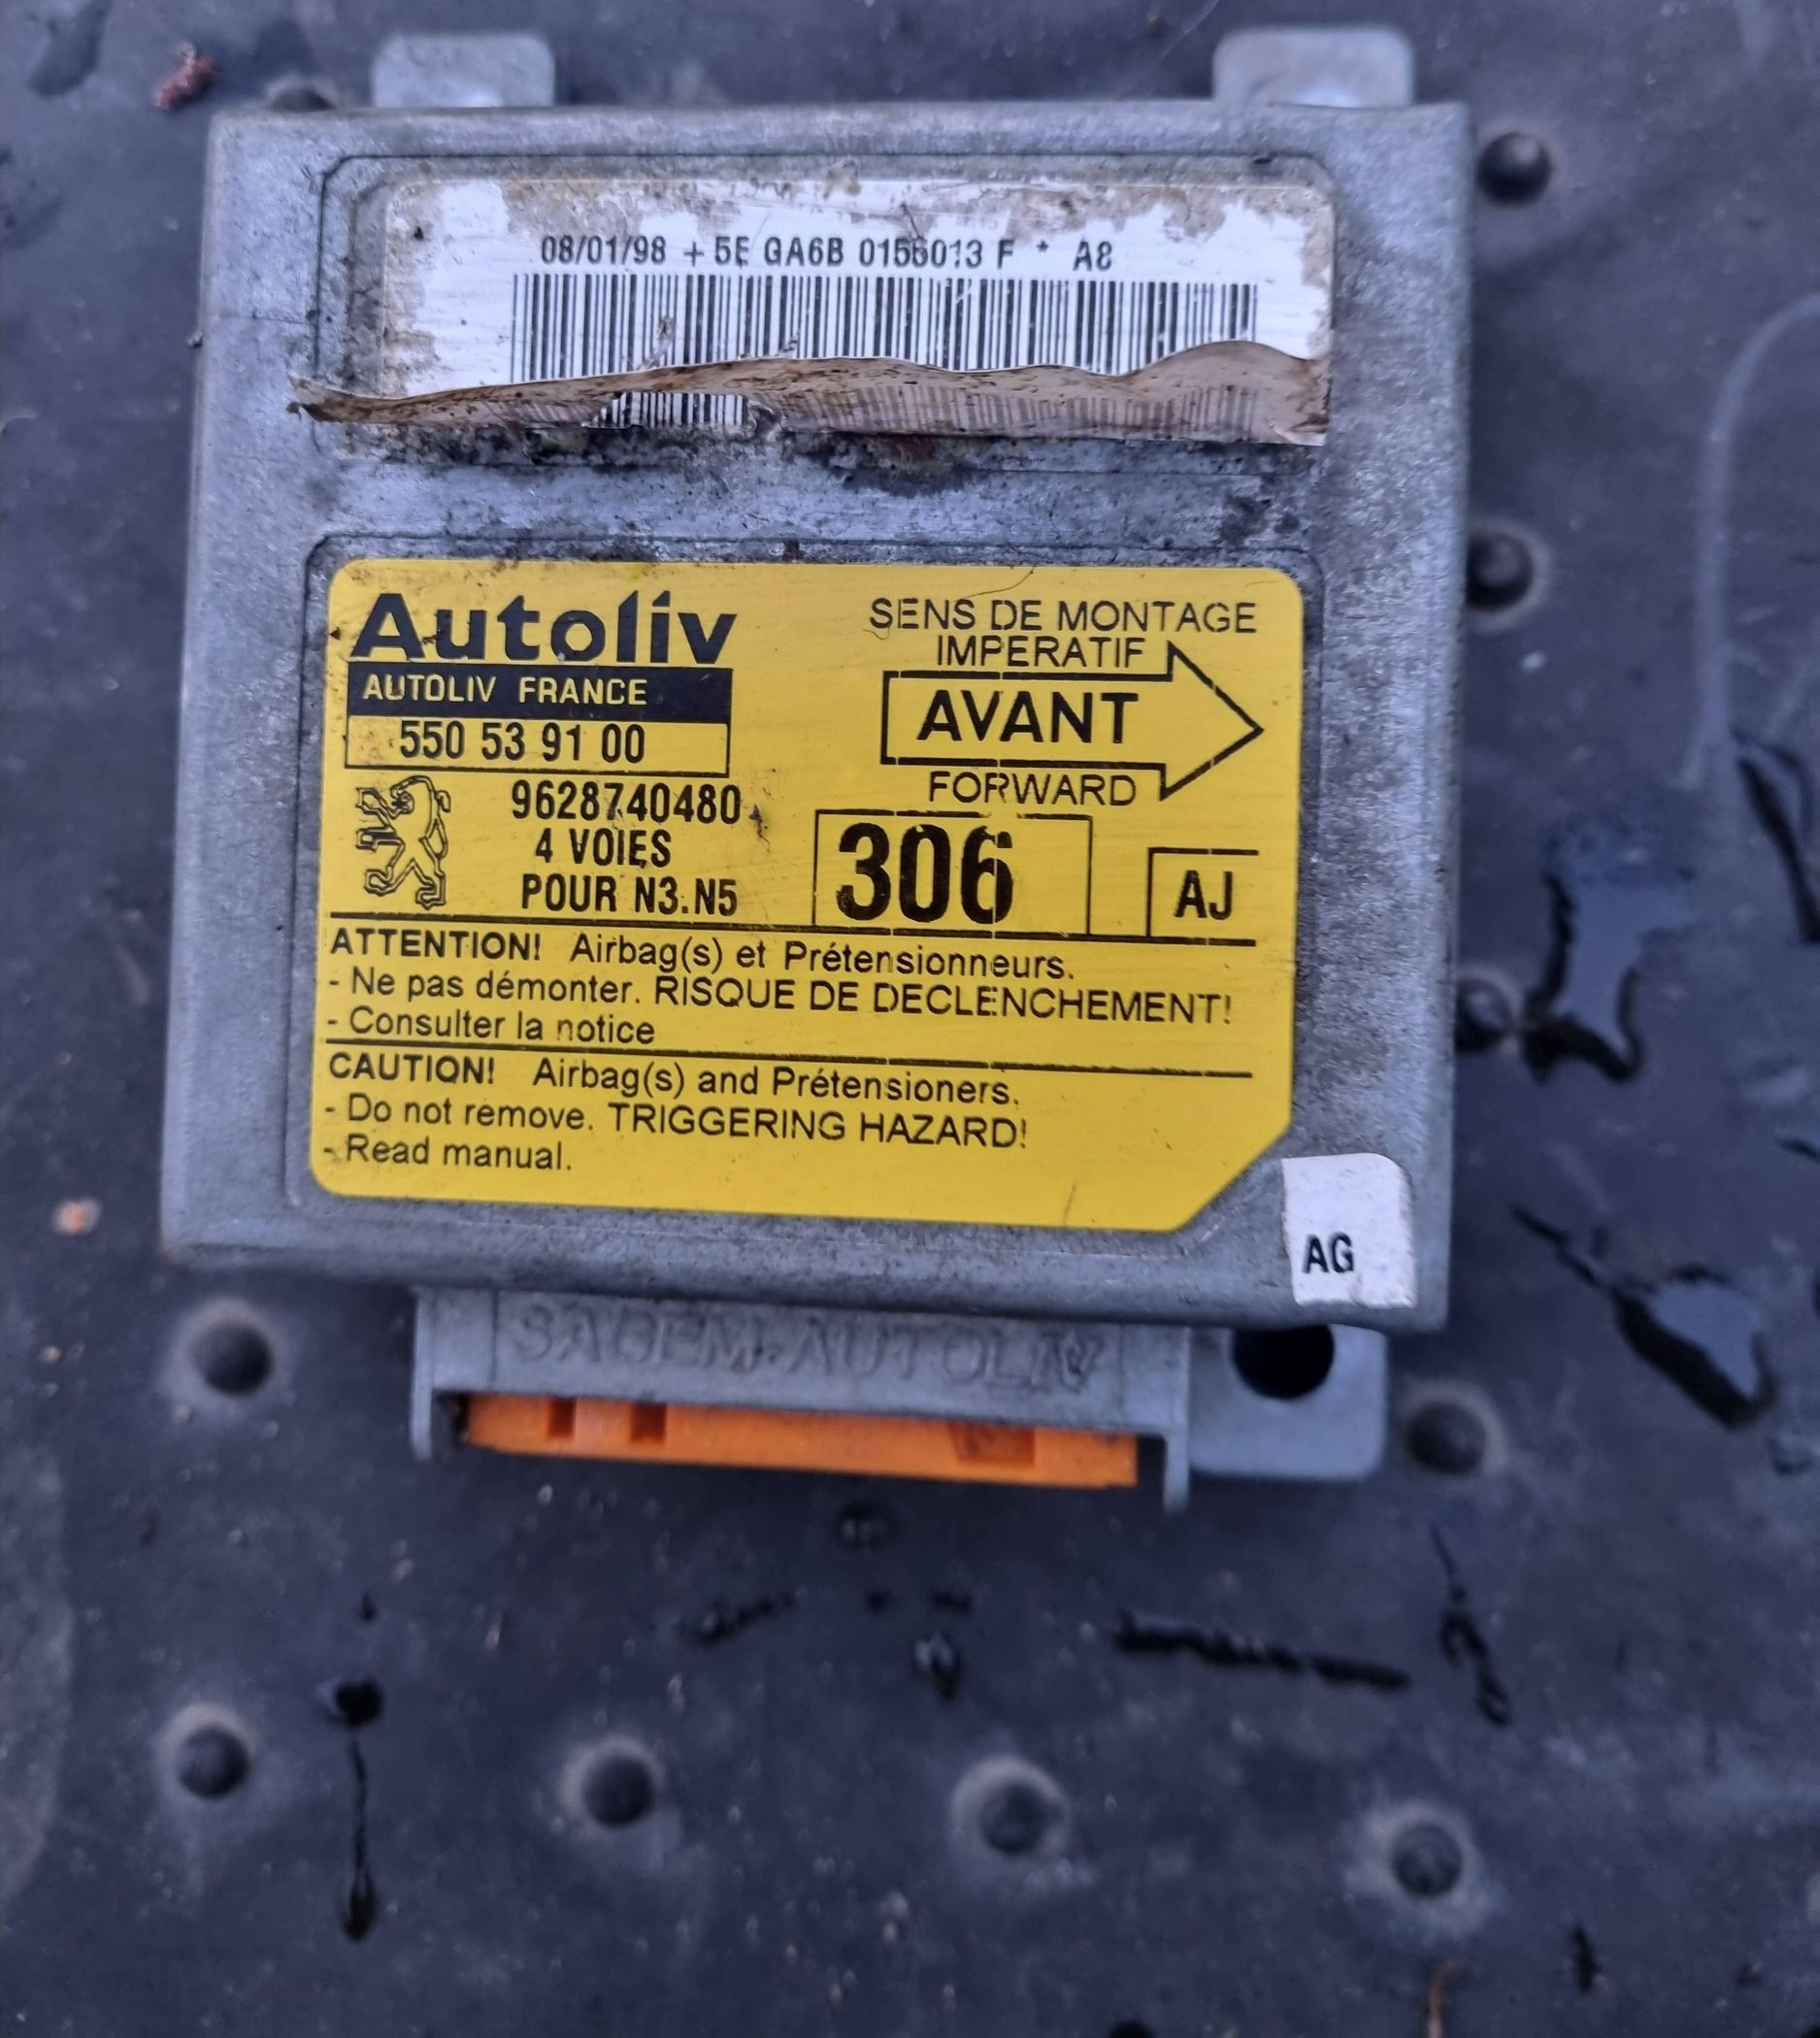 08/01/98 + 5E GA6B 0156013 F * A8
Autoliv
AUTOLIV FRANCE
550 53 91 00
9628740480
4 VOIES
POUR N3.N5
SENS DE MONTAGE
IMPERATIF
AVANT
FORWARD
306
AJ
ATTENTION! Airbag(s) et Prétensionneurs.
- Ne pas démonter. RISQUE DE DECLENCHEMENT!
- Consulter la notice
CAUTION! Airbag(s) and Prétensioners.
- Do not remove. TRIGGERING HAZARD!
- Read manual.
AG
SAGEM-AUTOLIV